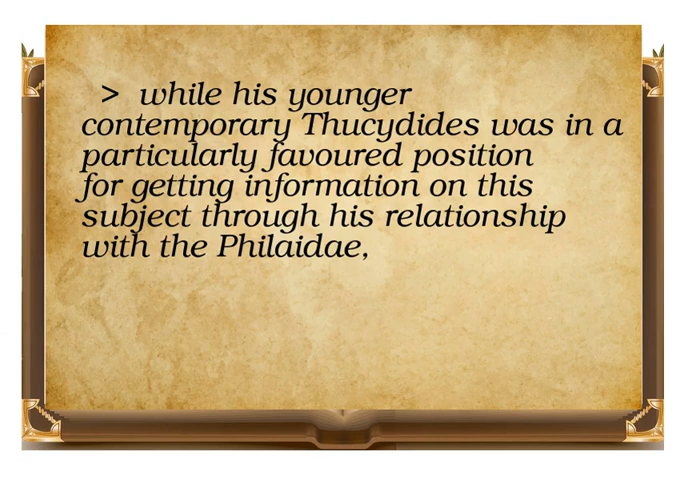 > while his younger
contemporary Thucydides was in a
particularly favoured position
for getting information on this
subject through his relationship
with the Philaidae,